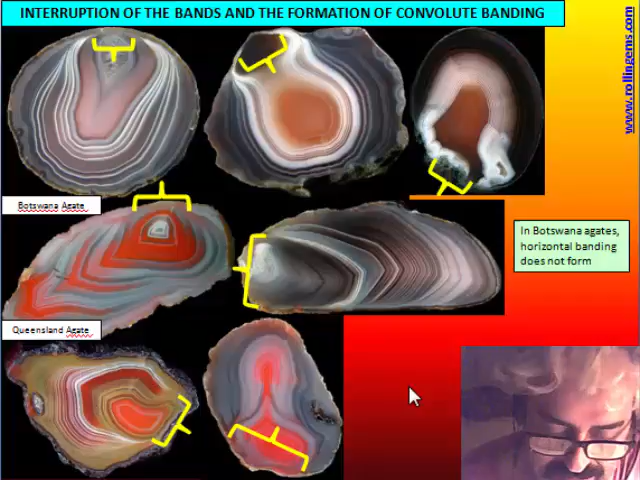 INTERRUPTION OF THE BANDS AND THE FORMATION OF CONVOLUTE BANDING
www.rollingems.com
Botswana Agate
In Botswana agates,
horizontal banding
does not form
Queensland Agate